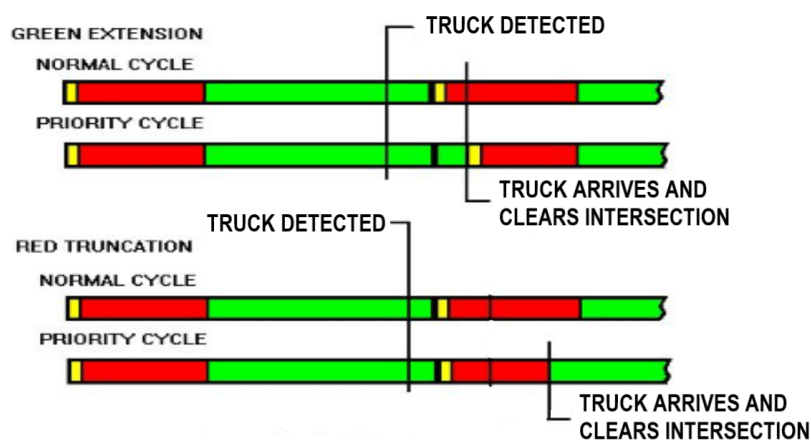 GREEN EXTENSION
TRUCK DETECTED
NORMAL CYCLE
PRIORITY CYCLE
TRUCK ARRIVES AND
CLEARS INTERSECTION
TRUCK DETECTED
RED TRUNCATION
NORMAL CYCLE
PRIORITY CYCLE
TRUCK ARRIVES AND
CLEARS INTERSECTION